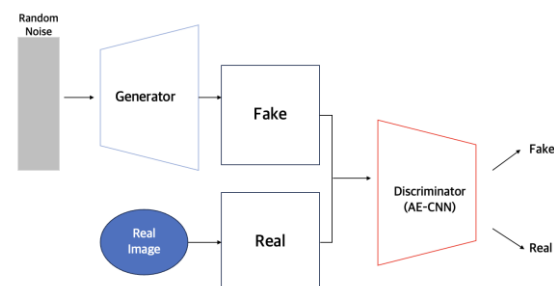 Random
Noise
Generator
Fake
Real
Image
Real
Discriminator
(AE-CNN)
Fake
Real